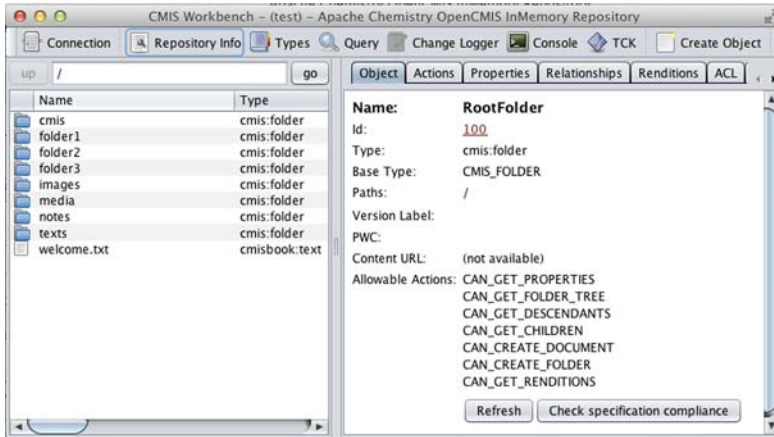 CMIS Workbench - (test) - Apache Chemistry OpenCMIS InMemory Repository
Connection Repository Info Types Query Change Logger Console TCK Create Object
up / go
Name Type
cmis cmis:folder
folder1 cmis:folder
folder2 cmis:folder
folder3 cmis:folder
images cmis:folder
media cmis:folder
notes cmis:folder
texts cmis:folder
welcome.txt cmisbook:text
Object Actions Properties Relationships Renditions ACL
Name: RootFolder
Id: 100
Type: cmis:folder
Base Type: CMIS_FOLDER
Paths: /
Version Label:
PWC:
Content URL: (not available)
Allowable Actions: CAN_GET_PROPERTIES
CAN_GET_FOLDER_TREE
CAN_GET_DESCENDANTS
CAN_GET_CHILDREN
CAN_CREATE_DOCUMENT
CAN_CREATE_FOLDER
CAN_GET_RENDITIONS
Refresh Check specification compliance